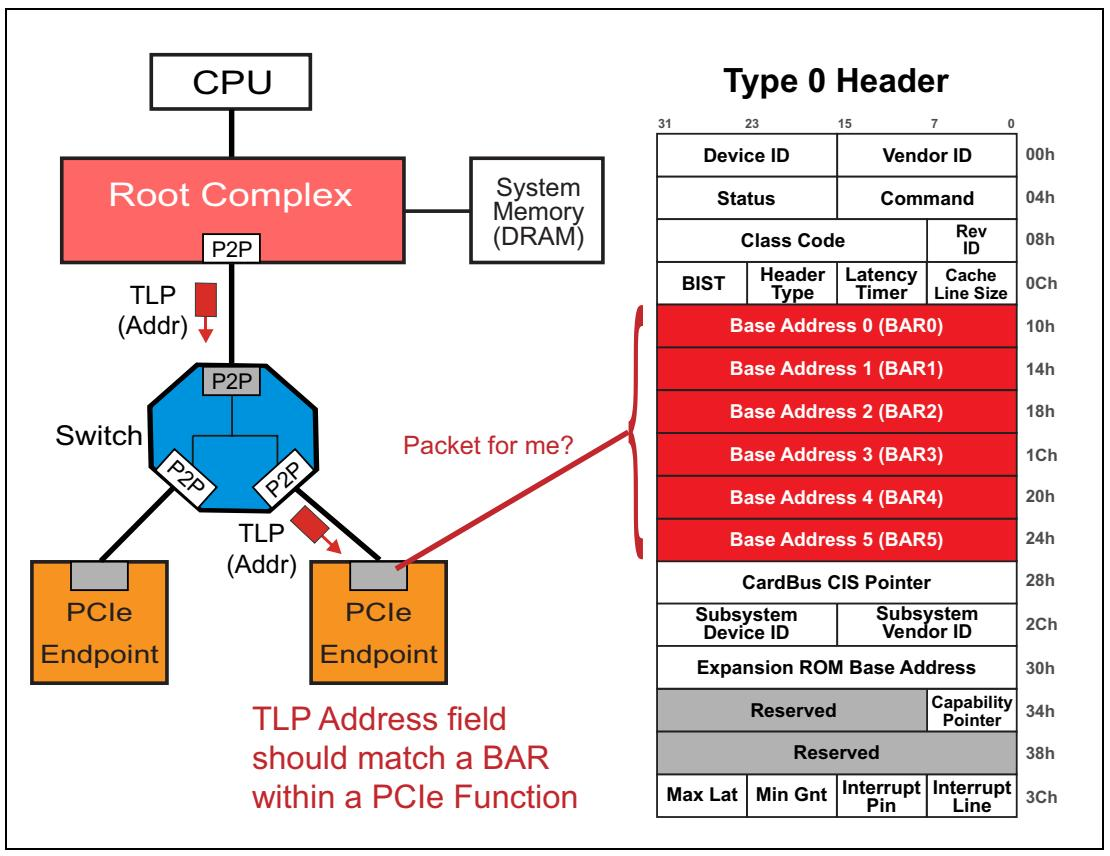 CPU
Root Complex
P2P
System
Memory
(DRAM)
TLP
(Addr)
P2P
Switch
P2P
P2P
TLP
(Addr)
Packet for me?
PCIe
Endpoint
PCIe
Endpoint
TLP Address field
should match a BAR
within a PCIe Function
Type 0 Header
31 23 15 7 0
Device ID Vendor ID 00h
Status Command 04h
Class Code Rev
ID 08h
BIST Header
Type Latency
Timer Cache
Line Size 0Ch
Base Address 0 (BAR0) 10h
Base Address 1 (BAR1) 14h
Base Address 2 (BAR2) 18h
Base Address 3 (BAR3) 1Ch
Base Address 4 (BAR4) 20h
Base Address 5 (BAR5) 24h
CardBus CIS Pointer 28h
Subsystem
Device ID Subsystem
Vendor ID 2Ch
Expansion ROM Base Address 30h
Reserved Capability
Pointer 34h
Reserved 38h
Max Lat Min Gnt Interrupt
Pin Interrupt
Line 3Ch